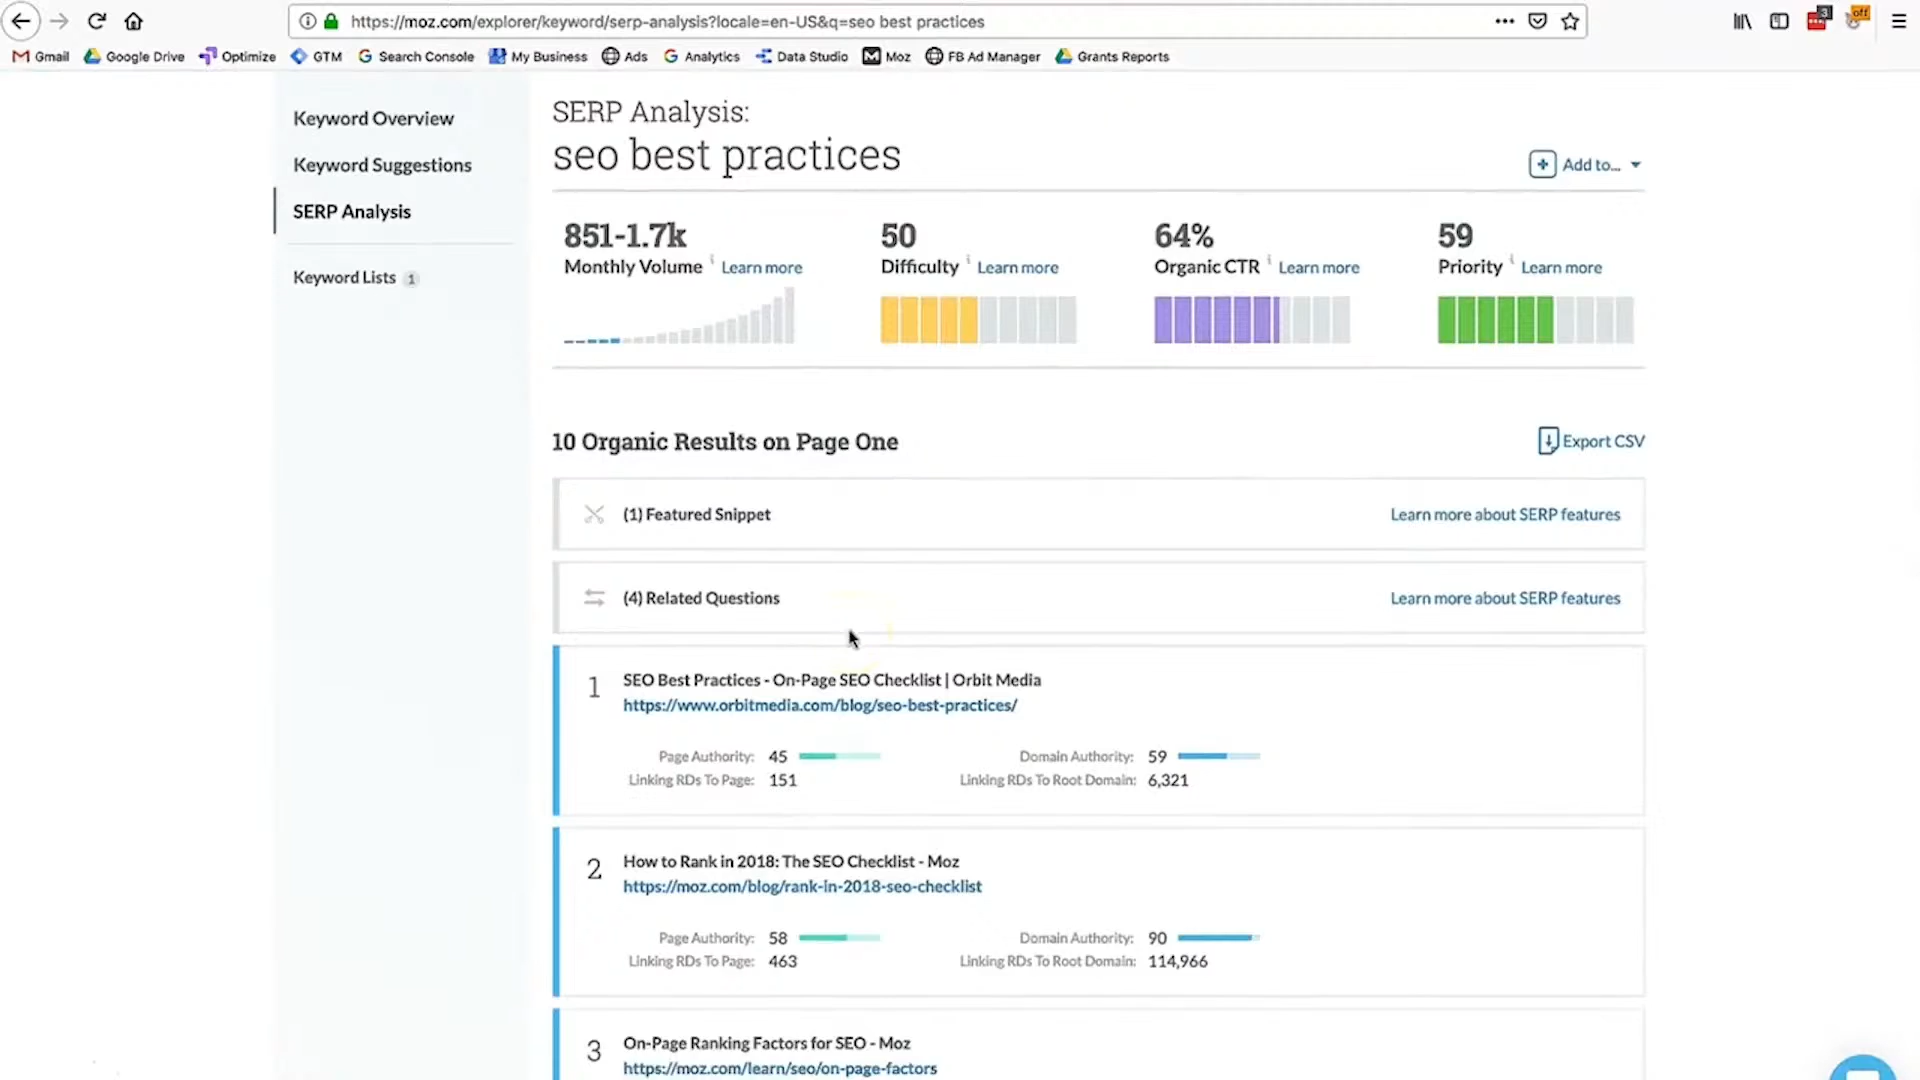 https://moz.com/explorer/keyword/serp-analysis?locale=en-US&q=seo best practices
3
off
Gmail Google Drive Optimize GTM Search Console My Business Ads Analytics Data Studio Moz FB Ad Manager Grants Reports
Keyword Overview
Keyword Suggestions
SERP Analysis
Keyword Lists 1
SERP Analysis:
seo best practices
Add to...
851-1.7k
Monthly Volume i Learn more
50
Difficulty i Learn more
64%
Organic CTR i Learn more
59
Priority i Learn more
10 Organic Results on Page One
Export CSV
(1) Featured Snippet
Learn more about SERP features
(4) Related Questions
Learn more about SERP features
1
SEO Best Practices - On-Page SEO Checklist | Orbit Media
https://www.orbitmedia.com/blog/seo-best-practices/
Page Authority: 45 Domain Authority: 59
Linking RDs To Page: 151 Linking RDs To Root Domain: 6,321
2
How to Rank in 2018: The SEO Checklist - Moz
https://moz.com/blog/rank-in-2018-seo-checklist
Page Authority: 58 Domain Authority: 90
Linking RDs To Page: 463 Linking RDs To Root Domain: 114,966
3
On-Page Ranking Factors for SEO - Moz
https://moz.com/learn/seo/on-page-factors